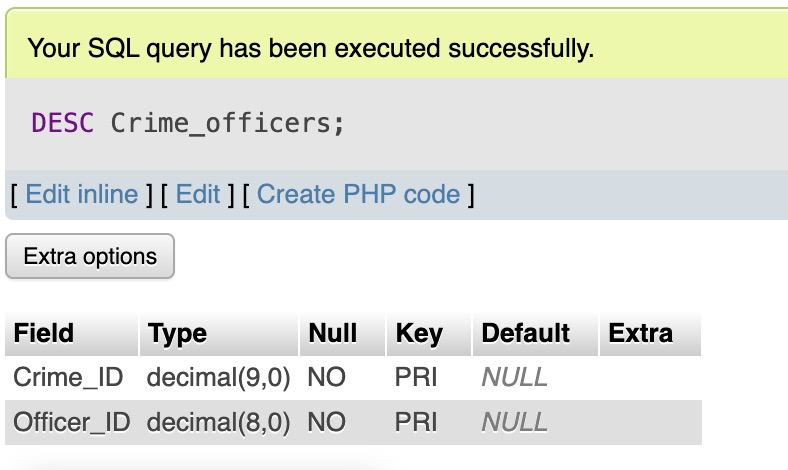 Your SQL query has been executed successfully.
DESC Crime_officers;
[ Edit inline ] [ Edit ] [ Create PHP code ]
Extra options
Field Type Null Key Default Extra
Crime_ID decimal(9,0) NO PRI NULL
Officer_ID decimal(8,0) NO PRI NULL